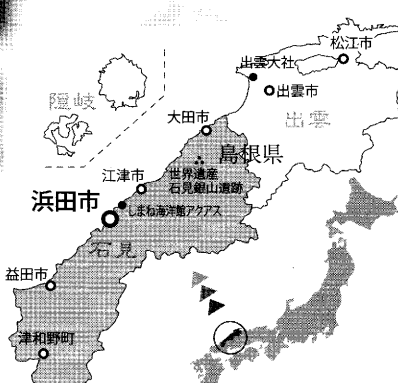 松江市
出雲大社
出雲市
隠岐
出雲
大田市
島根県
世界遺産
石見銀山遺跡
江津市
浜田市
しまね海洋館アクアス
石見
益田市
津和野町